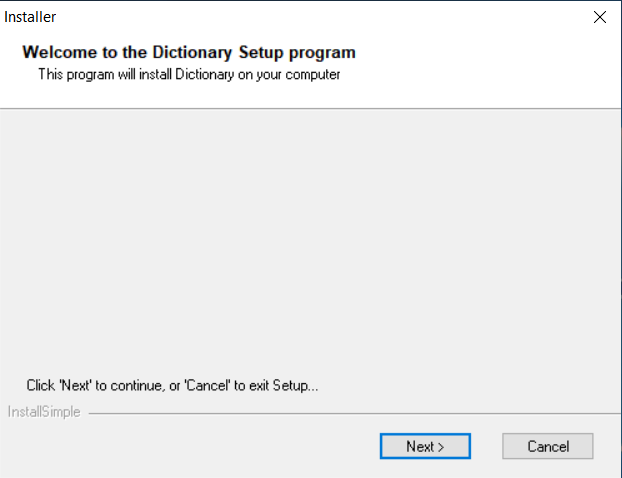 Installer
Welcome to the Dictionary Setup program
This program will install Dictionary on your computer
Click 'Next' to continue, or 'Cancel' to exit Setup...
InstallSimple
Next > Cancel